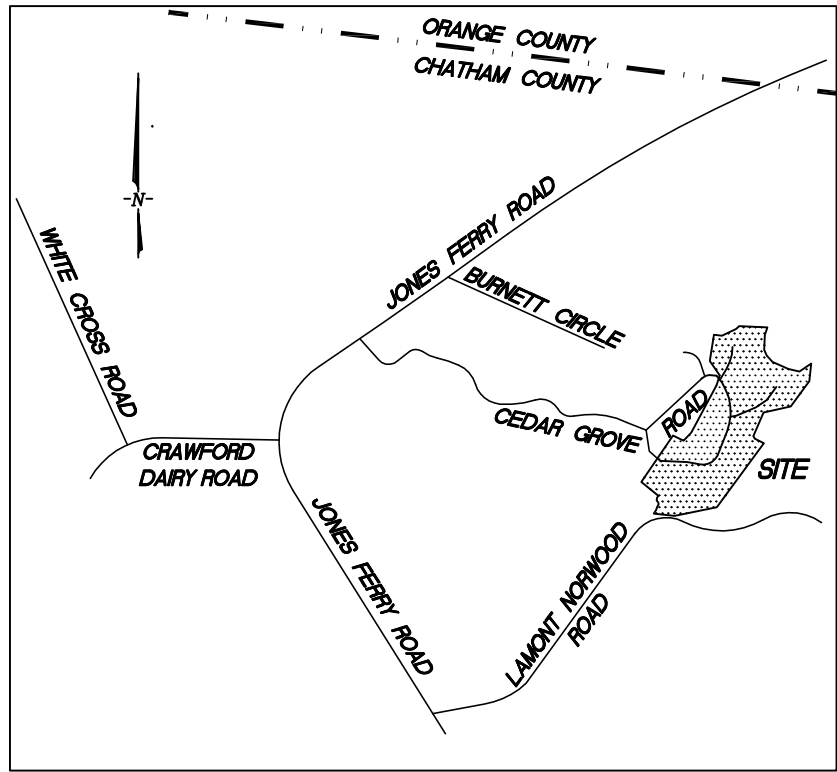 ORANGE COUNTY
CHATHAM COUNTY
-N-
JONES FERRY ROAD
WHITE CROSS ROAD
BURNETT CIRCLE
CEDAR GROVE
ROAD
CRAWFORD
DAIRY ROAD
SITE
JONES FERRY ROAD
LAMONT NORWOOD
ROAD